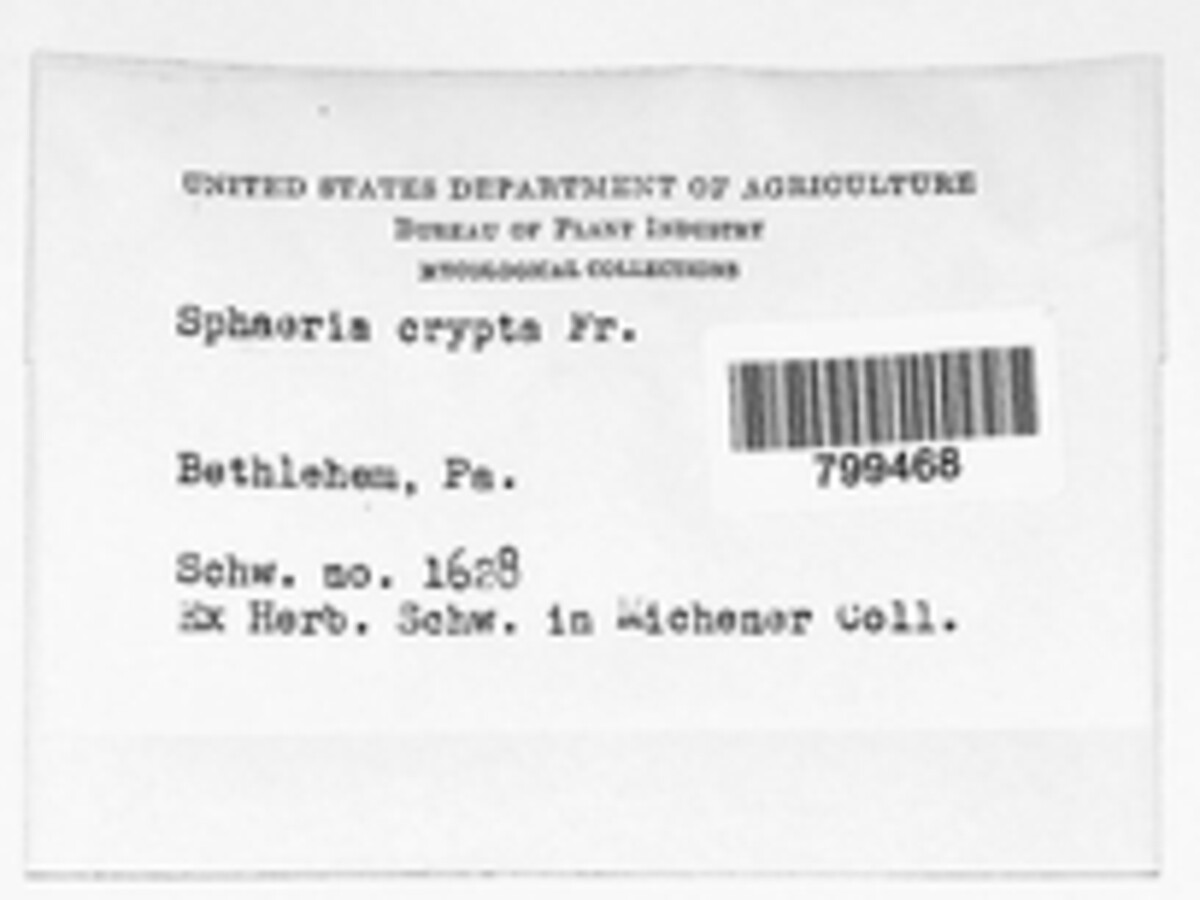 UNITED STATES DEPARTMENT OF AGRICULTURE
BUREAU OF PLANT INDUSTRY
MYCOLOGICAL COLLECTIONS
Sphaeria crypta Fr.
799468
Bethlehem, Pa.
Schw. no. 1628
Ex Herb. Schw. in Michener Coll.